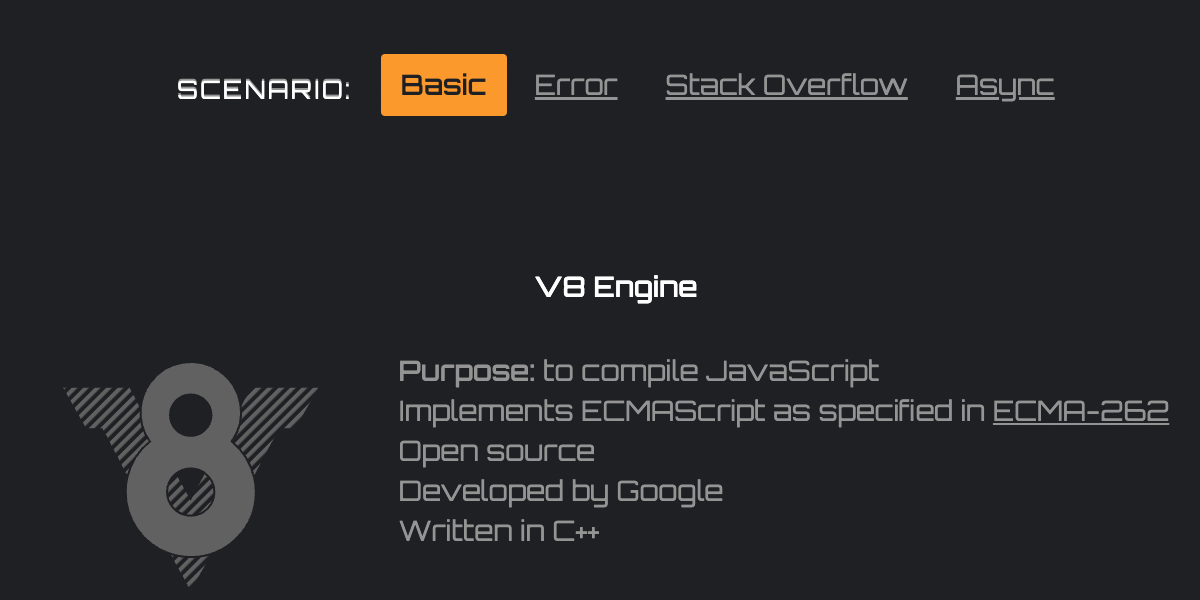 SCENARIO: Basic Error Stack Overflow Async
V8 Engine
Purpose: to compile JavaScript
Implements ECMAScript as specified in ECMA-262
Open source
Developed by Google
Written in C++
V8